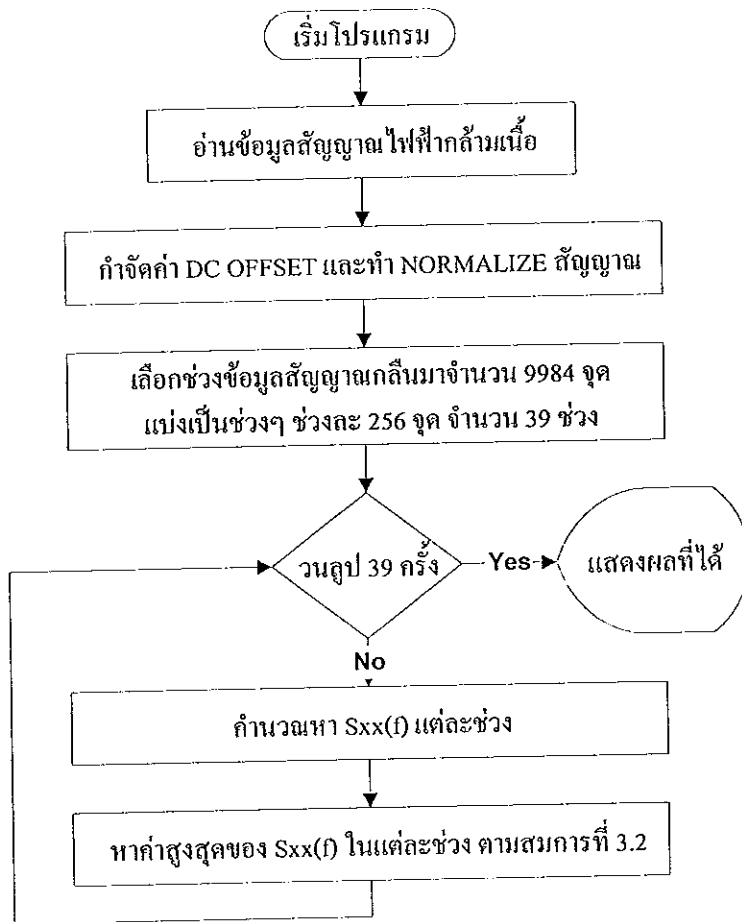 เริ่มโปรแกรม
อ่านข้อมูลสัญญาณไฟฟ้ากล้ามเนื้อ
กำจัดค่า DC OFFSET และทำ NORMALIZE สัญญาณ
เลือกช่วงข้อมูลสัญญาณกลืนมาจำนวน 9984 จุด
แบ่งเป็นช่วงๆ ช่วงละ 256 จุด จำนวน 39 ช่วง
วนลูป 39 ครั้ง
Yes
แสดงผลที่ได้
No
คำนวณหา Sxx(f) แต่ละช่วง
หาค่าสูงสุดของ Sxx(f) ในแต่ละช่วง ตามสมการที่ 3.2